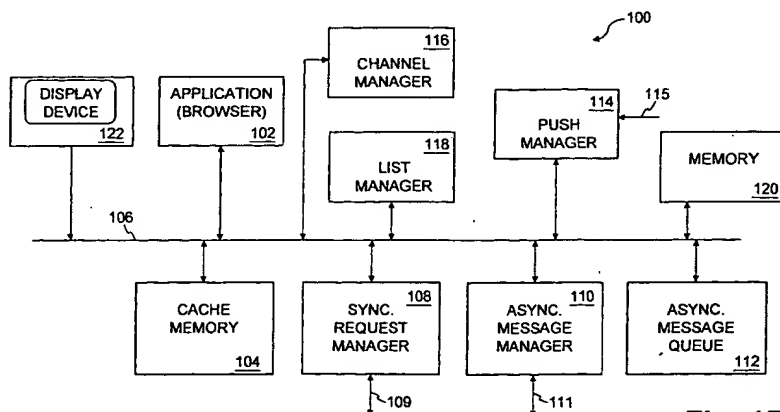 100
116
CHANNEL
MANAGER
DISPLAY
DEVICE
122
APPLICATION
(BROWSER)
102
114
PUSH
MANAGER
115
118
LIST
MANAGER
MEMORY
120
106
CACHE
MEMORY
104
108
SYNC.
REQUEST
MANAGER
110
ASYNC.
MESSAGE
MANAGER
ASYNC.
MESSAGE
QUEUE
112
109
111